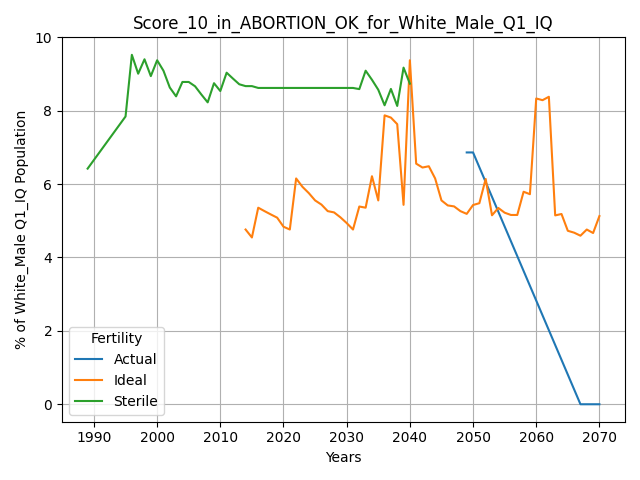 Score_10_in_ABORTION_OK_for_White_Male_Q1_IQ
% of White_Male Q1_IQ Population
10
8
6
4
2
0
Fertility
Actual
Ideal
Sterile
1990 2000 2010 2020 2030 2040 2050 2060 2070
Years